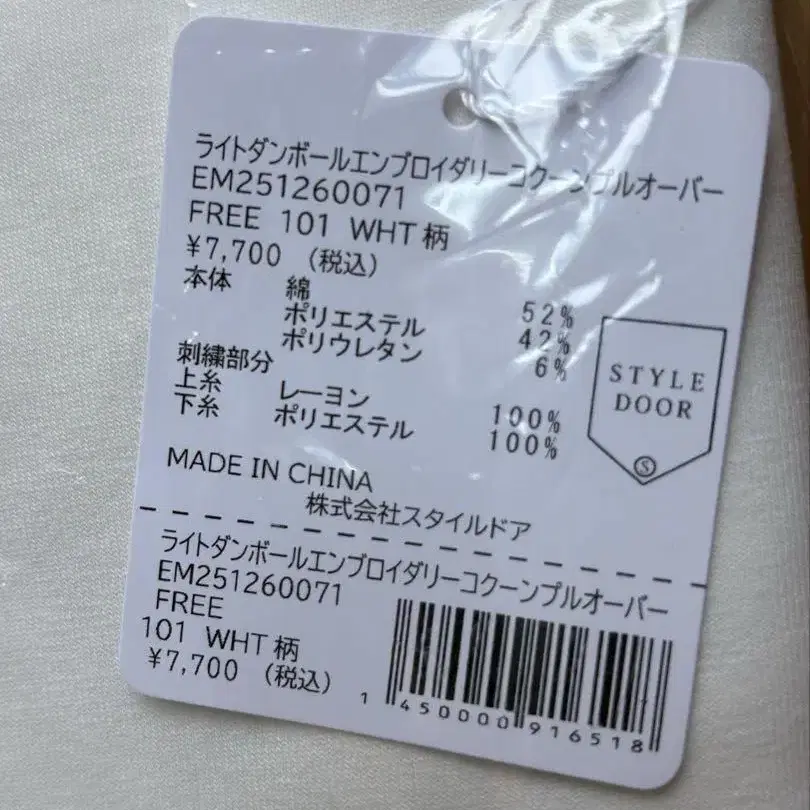 ライトダンボールエンブロイダリーコクーンプルオーバー
EM251260071
FREE 101 WHT 柄
¥7,700 (税込)
本体 綿 52%
ポリエステル 42%
ポリウレタン 6%
刺繍部分
上糸 レーヨン 100%
下糸 ポリエステル 100%
STYLE
DOOR
S
MADE IN CHINA
株式会社スタイルドア
ライトダンボールエンブロイダリーコクーンプルオーバー
EM251260071
FREE
101 WHT 柄
¥7,700 (税込)
1 450000 916518